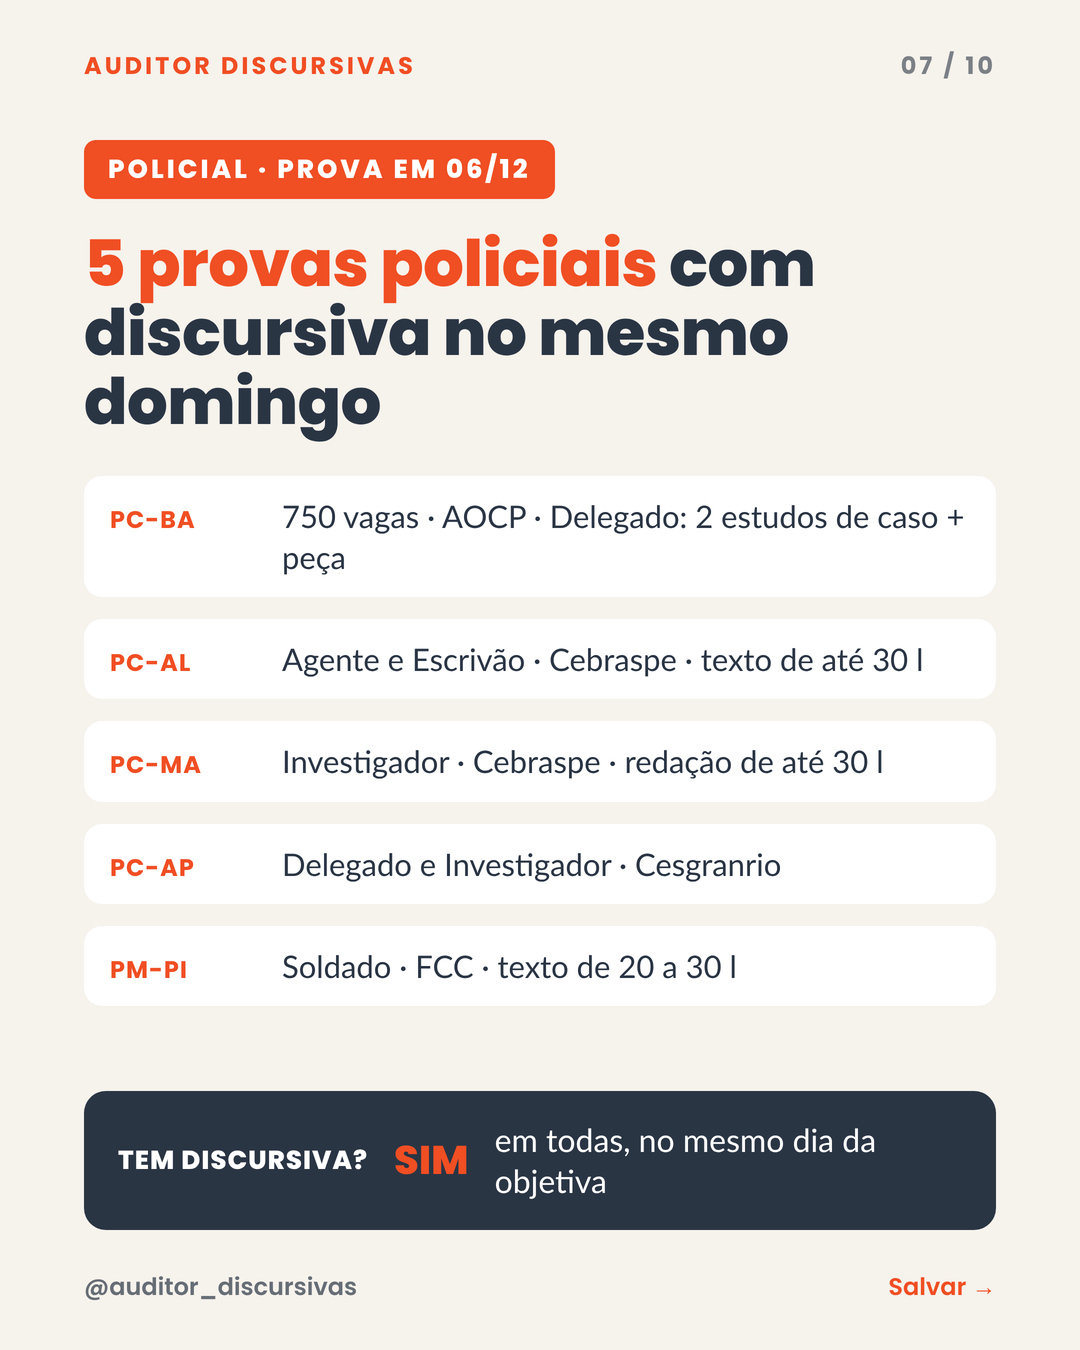 AUDITOR DISCURSIVAS
07 / 10
POLICIAL · PROVA EM 06/12
5 provas policiais com
discursiva no mesmo
domingo
PC-BA
750 vagas · AOCP · Delegado: 2 estudos de caso +
peça
PC-AL
Agente e Escrivão · Cebraspe · texto de até 30 l
PC-MA
Investigador · Cebraspe · redação de até 30 l
PC-AP
Delegado e Investigador · Cesgranrio
PM-PI
Soldado · FCC · texto de 20 a 30 l
TEM DISCURSIVA? SIM
em todas, no mesmo dia da
objetiva
@auditor_discursivas
Salvar →